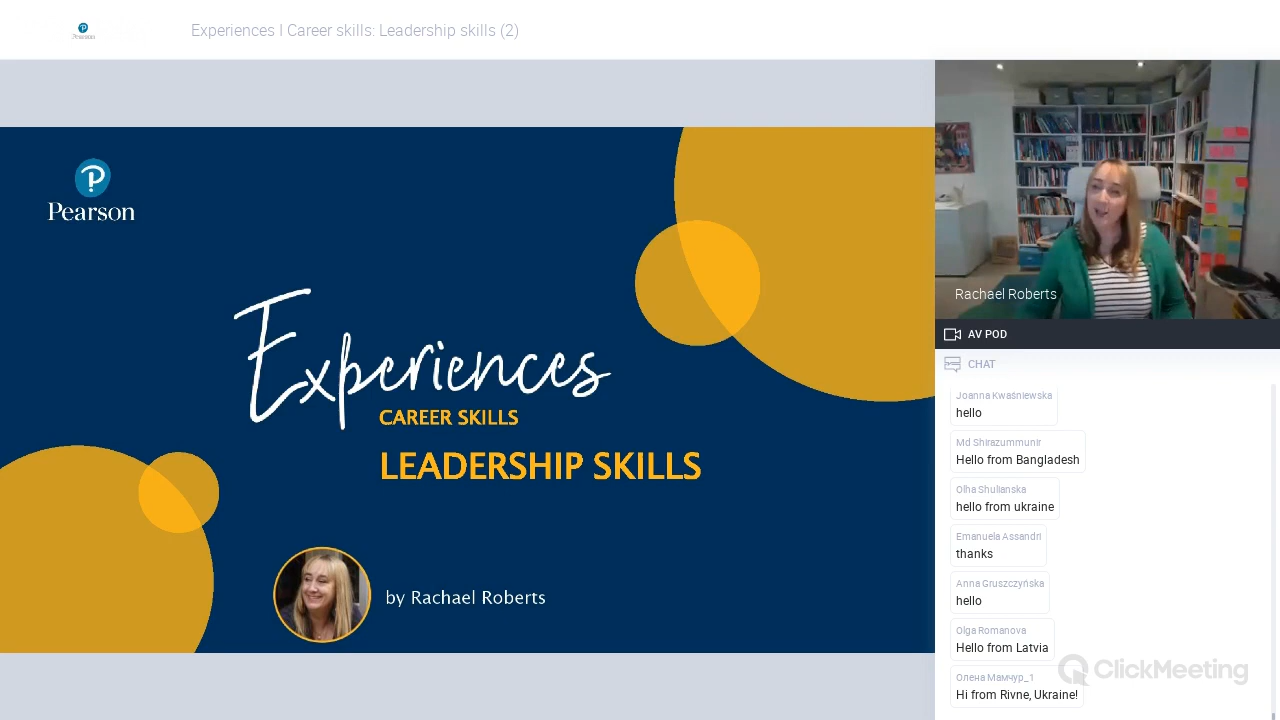 Pearson
Experiences I Career skills: Leadership skills (2)
Pearson
Experiences
CAREER SKILLS
LEADERSHIP SKILLS
by Rachael Roberts
Rachael Roberts
AV POD
CHAT
Joanna Kwaśniewska
hello
Md Shirazummunir
Hello from Bangladesh
Olha Shulianska
hello from ukraine
Emanuela Assandri
thanks
Anna Gruszczyńska
hello
Olga Romanova
Hello from Latvia
Олена Мамчур_1
Hi from Rivne, Ukraine!
ClickMeeting